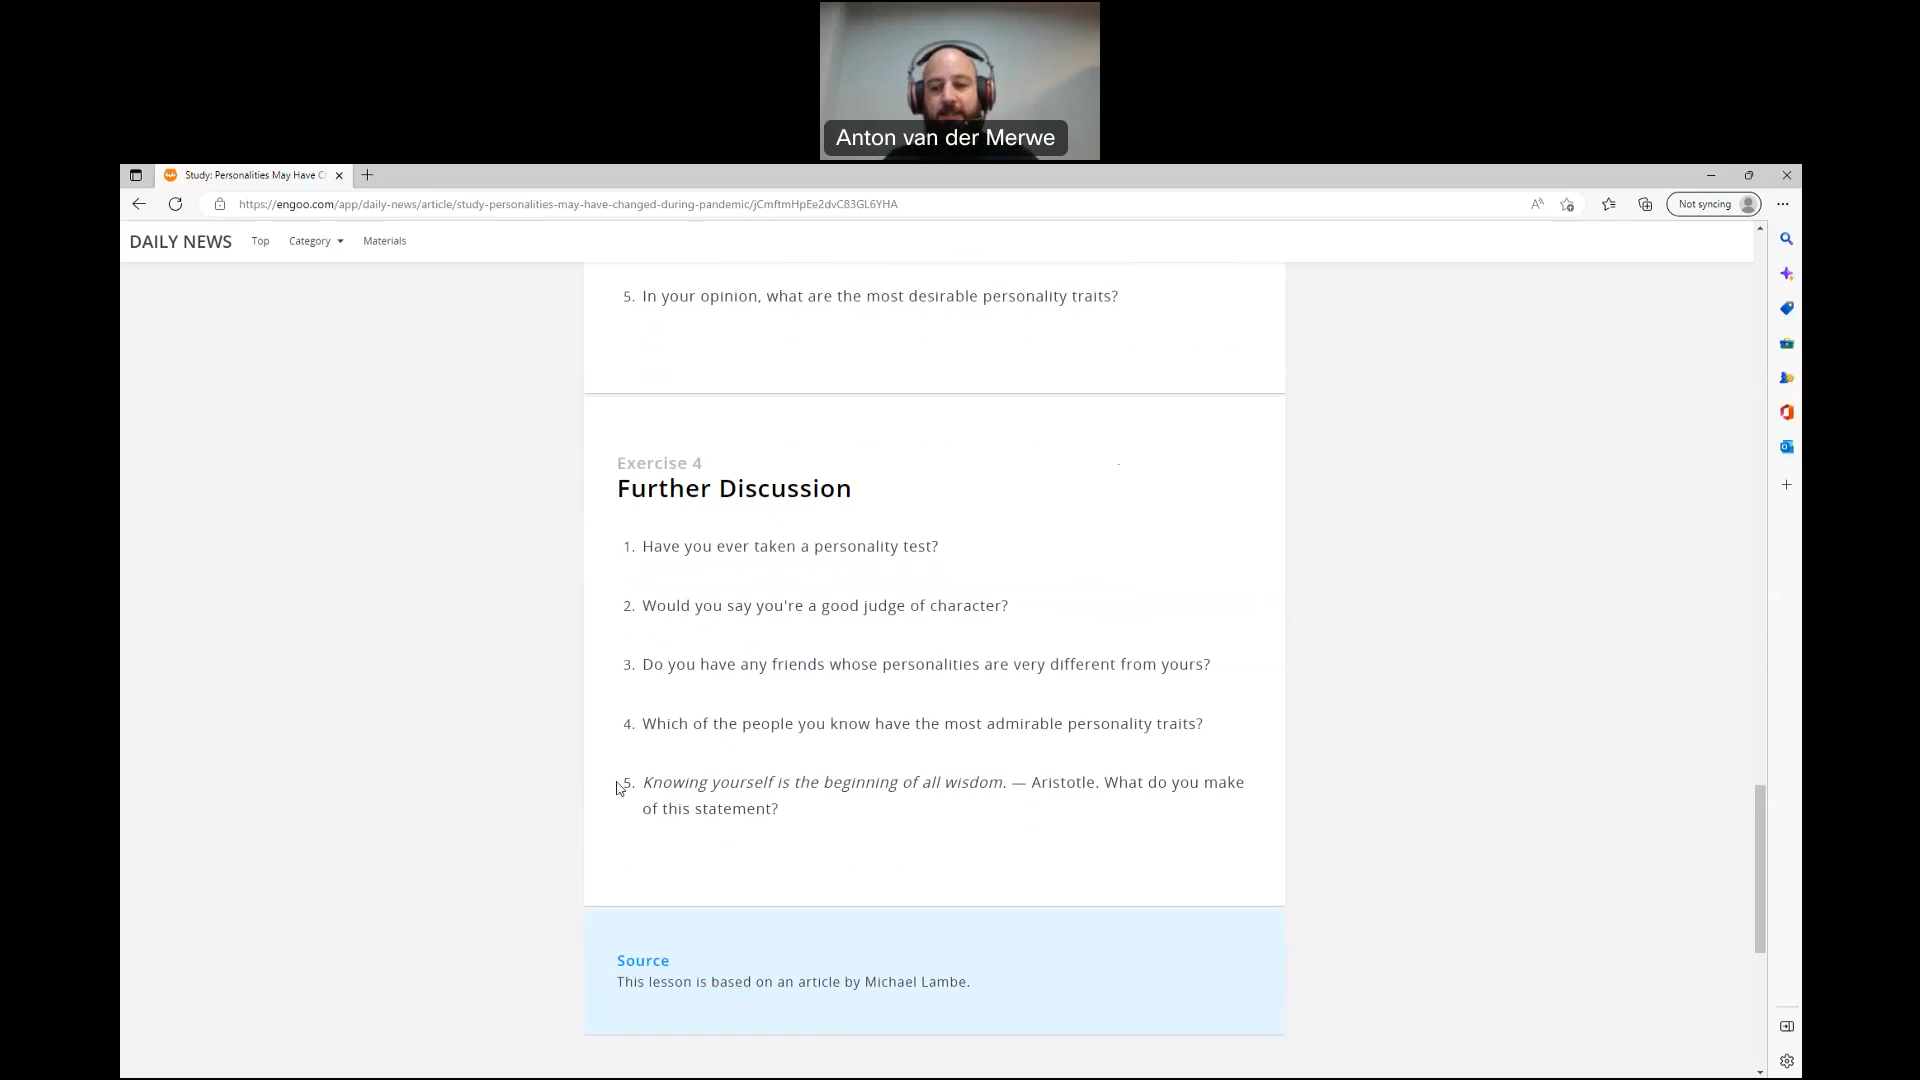 Anton van der Merwe
Study: Personalities May Have C
https://engoo.com/app/daily-news/article/study-personalities-may-have-changed-during-pandemic/jCmftmHpEe2dvC83GL6YHA
Not syncing
DAILY NEWS Top Category Materials
5. In your opinion, what are the most desirable personality traits?
Exercise 4
Further Discussion
1. Have you ever taken a personality test?
2. Would you say you're a good judge of character?
3. Do you have any friends whose personalities are very different from yours?
4. Which of the people you know have the most admirable personality traits?
5. Knowing yourself is the beginning of all wisdom. — Aristotle. What do you make
of this statement?
Source
This lesson is based on an article by Michael Lambe.